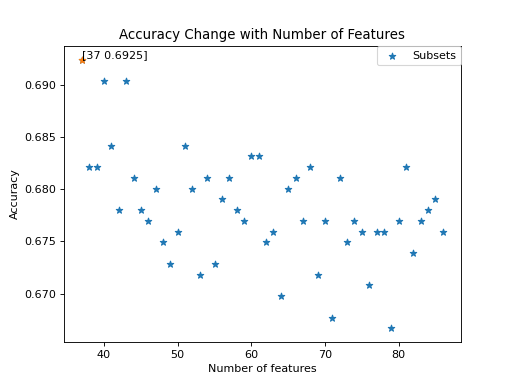 Accuracy Change with Number of Features
[37 0.6925]
Subsets
0.690
0.685
0.680
0.675
0.670
Accuracy
40 50 60 70 80
Number of features